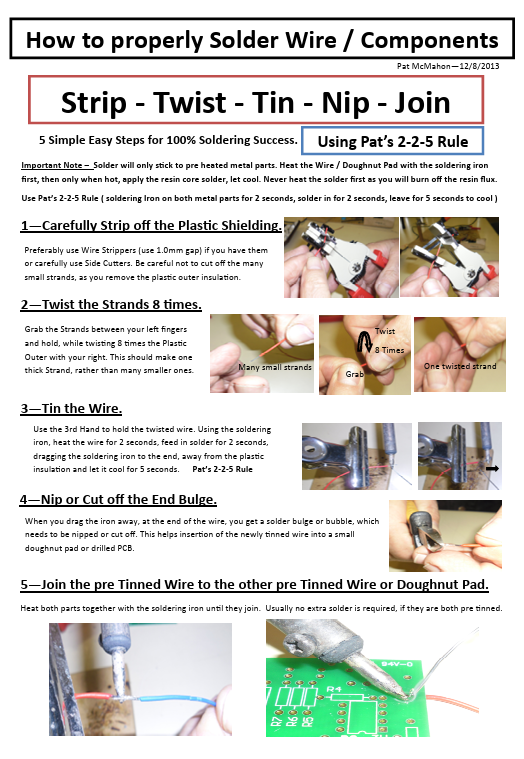 How to properly Solder Wire / Components
Pat McMahon—12/8/2013
Strip - Twist - Tin - Nip - Join
5 Simple Easy Steps for 100% Soldering Success.
Using Pat's 2-2-5 Rule
Important Note – Solder will only stick to pre heated metal parts. Heat the Wire / Doughnut Pad with the soldering iron
first, then only when hot, apply the resin core solder, let cool. Never heat the solder first as you will burn off the resin flux.
Use Pat's 2-2-5 Rule ( soldering Iron on both metal parts for 2 seconds, solder in for 2 seconds, leave for 5 seconds to cool )
1—Carefully Strip off the Plastic Shielding.
Preferably use Wire Strippers (use 1.0mm gap) if you have them
or carefully use Side Cutters. Be careful not to cut off the many
small strands, as you remove the plastic outer insulation.
2—Twist the Strands 8 times.
Grab the Strands between your left fingers
and hold, while twisting 8 times the Plastic
Outer with your right. This should make one
thick Strand, rather than many smaller ones.
Many small strands
Twist
8 Times
Grab
One twisted strand
3—Tin the Wire.
Use the 3rd Hand to hold the twisted wire. Using the soldering
iron, heat the wire for 2 seconds, feed in solder for 2 seconds,
dragging the soldering iron to the end, away from the plastic
insulation and let it cool for 5 seconds. Pat's 2-2-5 Rule
4—Nip or Cut off the End Bulge.
When you drag the iron away, at the end of the wire, you get a solder bulge or bubble, which
needs to be nipped or cut off. This helps insertion of the newly tinned wire into a small
doughnut pad or drilled PCB.
5—Join the pre Tinned Wire to the other pre Tinned Wire or Doughnut Pad.
Heat both parts together with the soldering iron until they join. Usually no extra solder is required, if they are both pre tinned.
94V-0
R4
R7
R6
R5